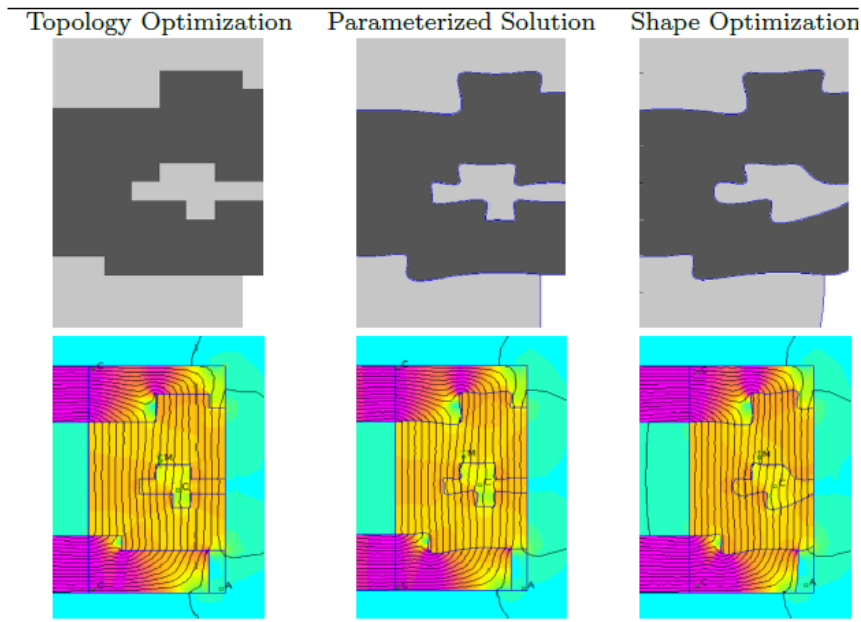 Topology Optimization Parameterized Solution Shape Optimization
C C C
M M M
C C C
C C C
A A A